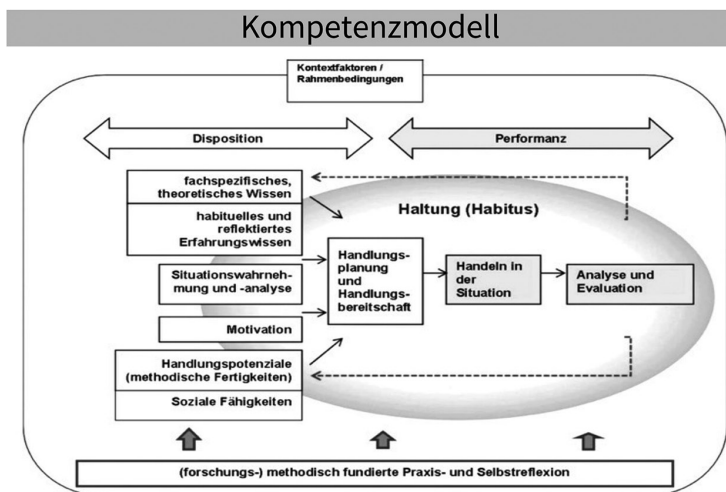 Kompetenzmodell
Kontextfaktoren /
Rahmenbedingungen
Disposition
Performanz
fachspezifisches,
theoretisches Wissen
habituelles und
reflektiertes
Erfahrungswissen
Situationswahrneh-
mung und -analyse
Motivation
Handlungspotenziale
(methodische Fertigkeiten)
Soziale Fähigkeiten
Haltung (Habitus)
Handlungs-
planung
und
Handlungs-
bereitschaft
Handeln in
der
Situation
Analyse und
Evaluation
(forschungs-) methodisch fundierte Praxis- und Selbstreflexion